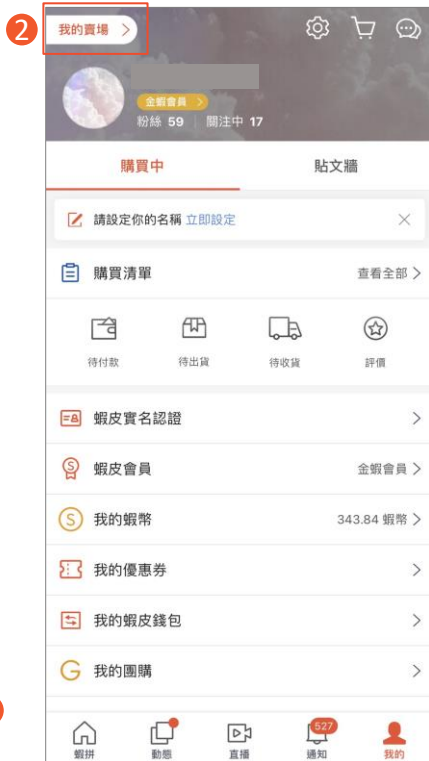 2
我的賣場 >
金蝦會員 >
粉絲 59 關注中 17
購買中 貼文牆
請設定你的名稱 立即設定
購買清單 查看全部 >
待付款 待出貨 待收貨 評價
蝦皮實名認證 >
蝦皮會員 金蝦會員 >
我的蝦幣 343.84 蝦幣 >
我的優惠券 >
我的蝦皮錢包 >
我的團購 >
527
蝦拼 動態 直播 通知 我的